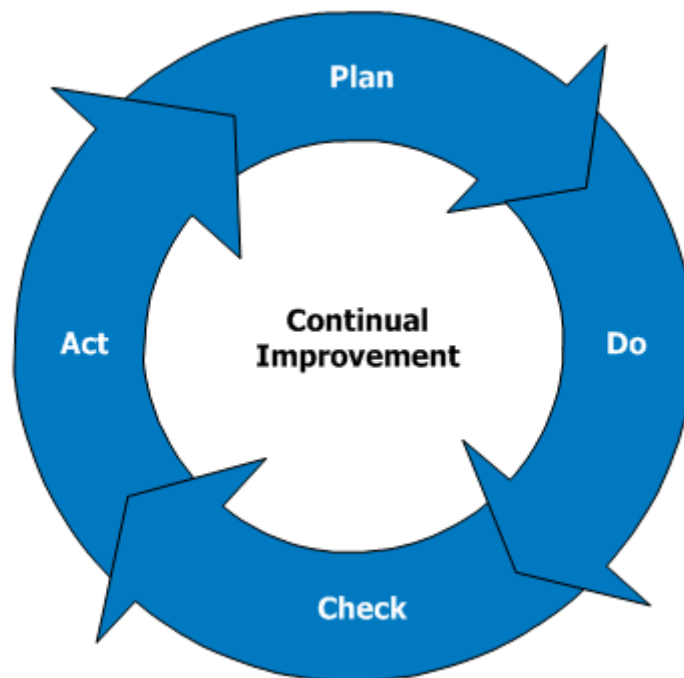 Plan
Do
Check
Act
Continual
Improvement